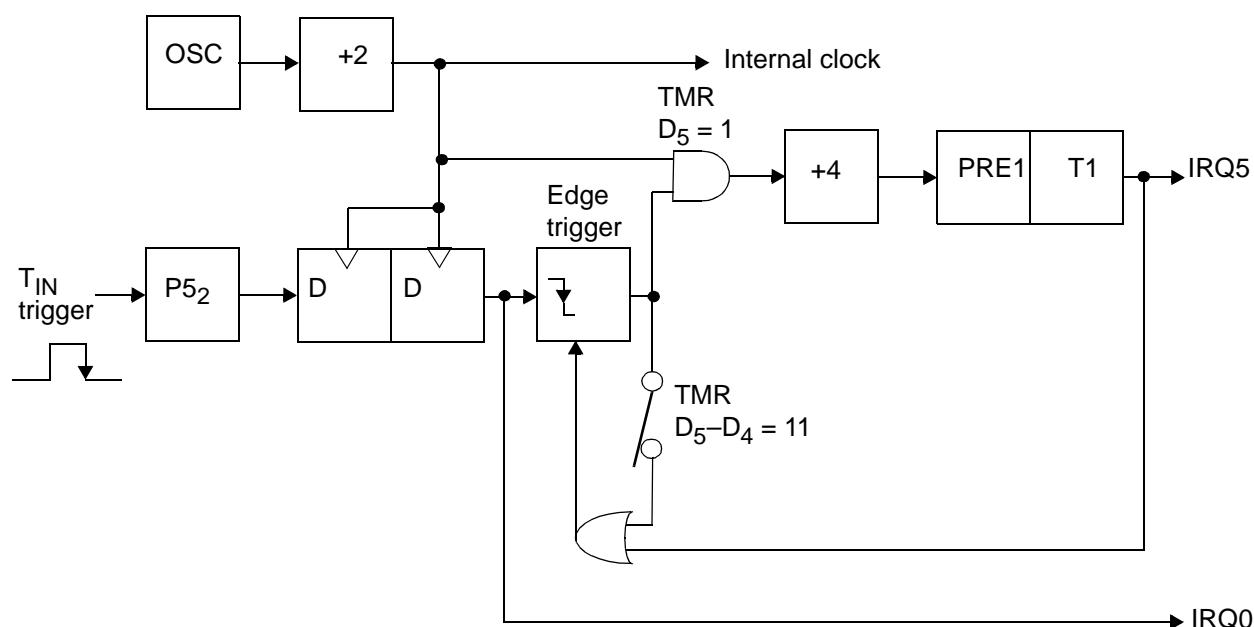 OSC
+2
Internal clock
TMR
D5 = 1
+4
PRE1
T1
IRQ5
Edge
trigger
TIN
trigger
P52
D
D
TMR
D5–D4 = 11
IRQ0